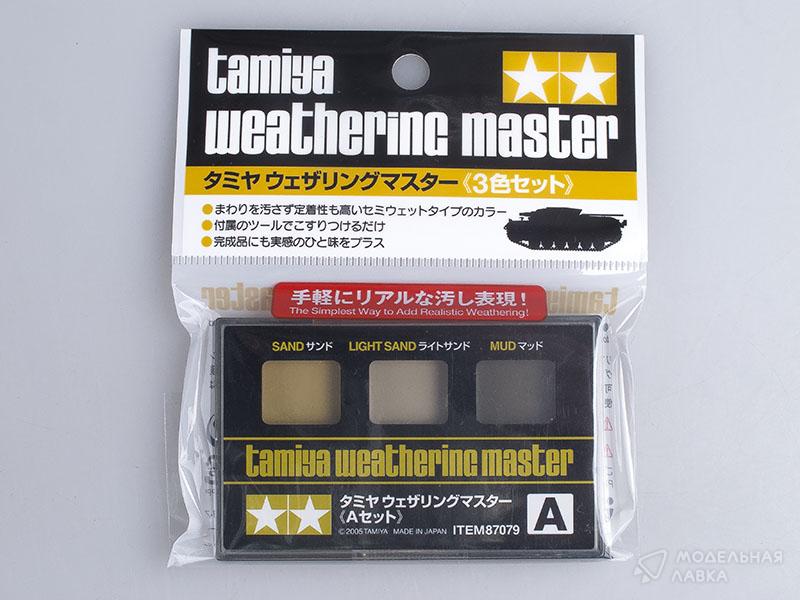 tamiya
weathering master
タミヤ ウェザリングマスター《3色セット》
●まわりを汚さず定着性も高いセミウェットタイプのカラー
●付属のツールでこすりつけるだけ
●完成品にも実感のひと味をプラス
手軽にリアルな汚し表現!
The Simplest Way to Add Realistic Weathering!
SAND サンド LIGHT SAND ライトサンド MUD マッド
tamiya weathering master
タミヤ ウェザリングマスター
《Aセット》
©2005 TAMIYA MADE IN JAPAN ITEM87079
A
МОДЕЛЬНАЯ
ЛАВКА